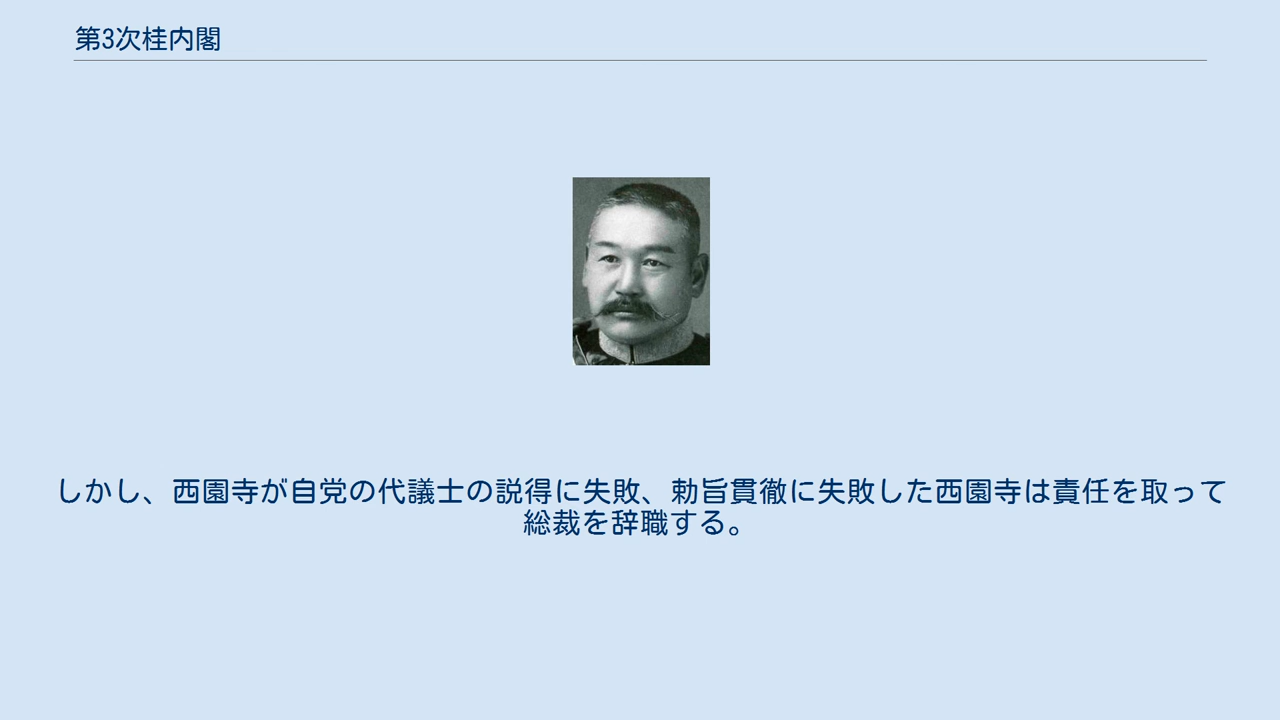 第3次桂内閣
しかし、西園寺が自党の代議士の説得に失敗、勅旨貫徹に失敗した西園寺は責任を取って
総裁を辞職する。